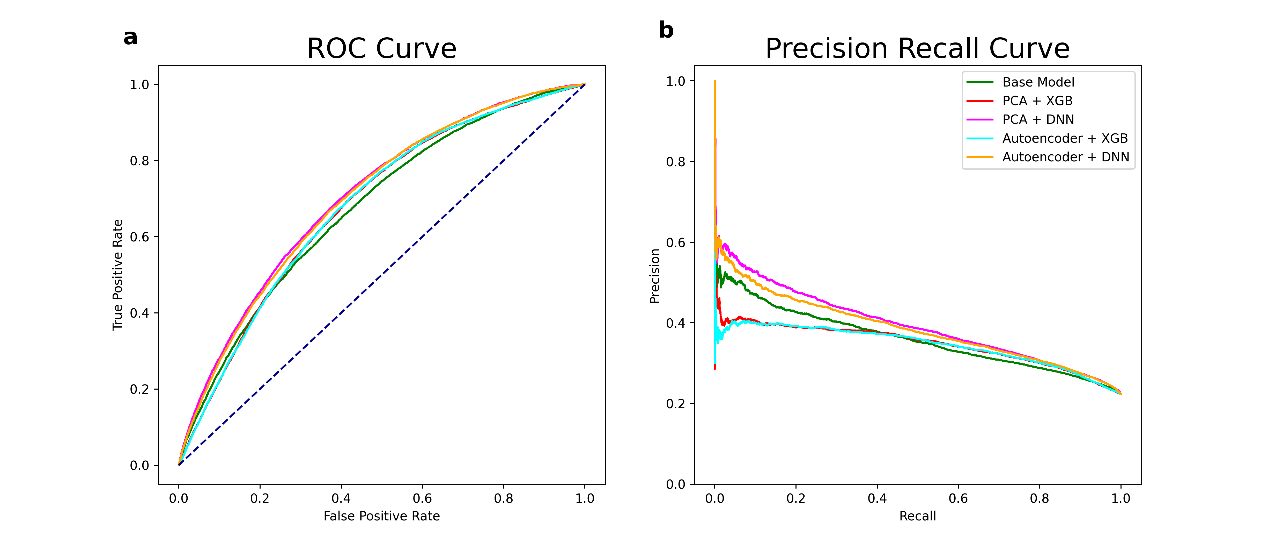 a
ROC Curve
True Positive Rate
1.0
0.8
0.6
0.4
0.2
0.0
0.0 0.2 0.4 0.6 0.8 1.0
False Positive Rate
b
Precision Recall Curve
Precision
1.0
0.8
0.6
0.4
0.2
0.0
Base Model
PCA + XGB
PCA + DNN
Autoencoder + XGB
Autoencoder + DNN
0.0 0.2 0.4 0.6 0.8 1.0
Recall